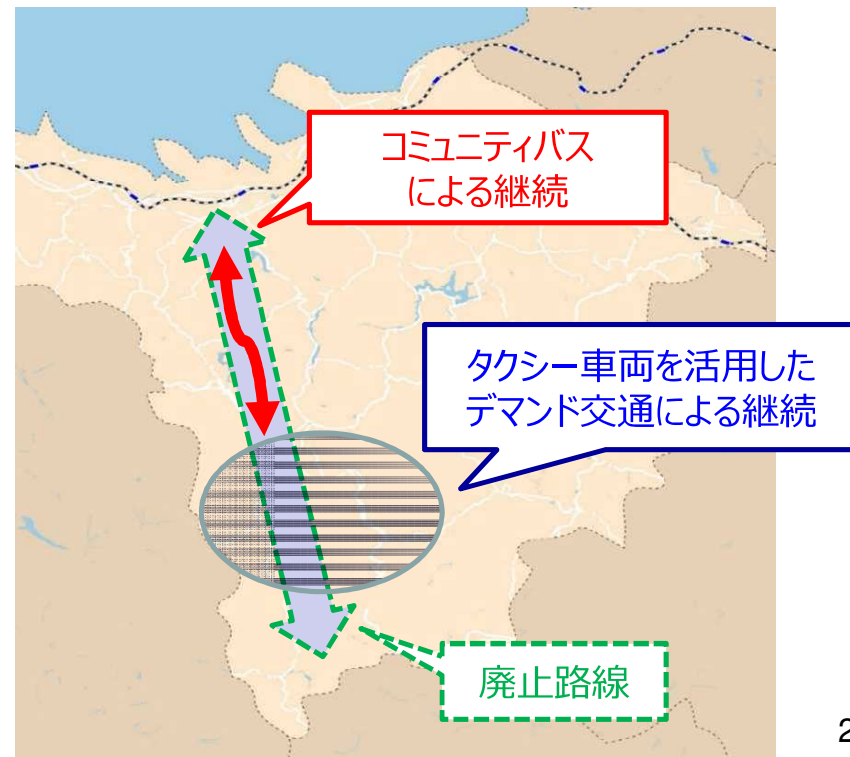 コミュニティバス
による継続
タクシー車両を活用した
デマンド交通による継続
廃止路線
2